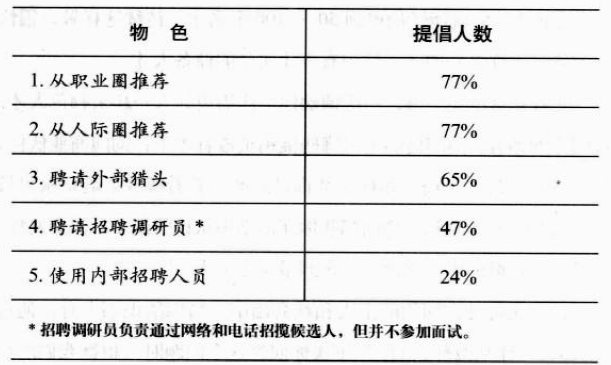 物 色 提倡人数
1. 从职业圈推荐 77%
2. 从人际圈推荐 77%
3. 聘请外部猎头 65%
4. 聘请招聘调研员 * 47%
5. 使用内部招聘人员 24%
* 招聘调研员负责通过网络和电话招揽候选人，但并不参加面试。